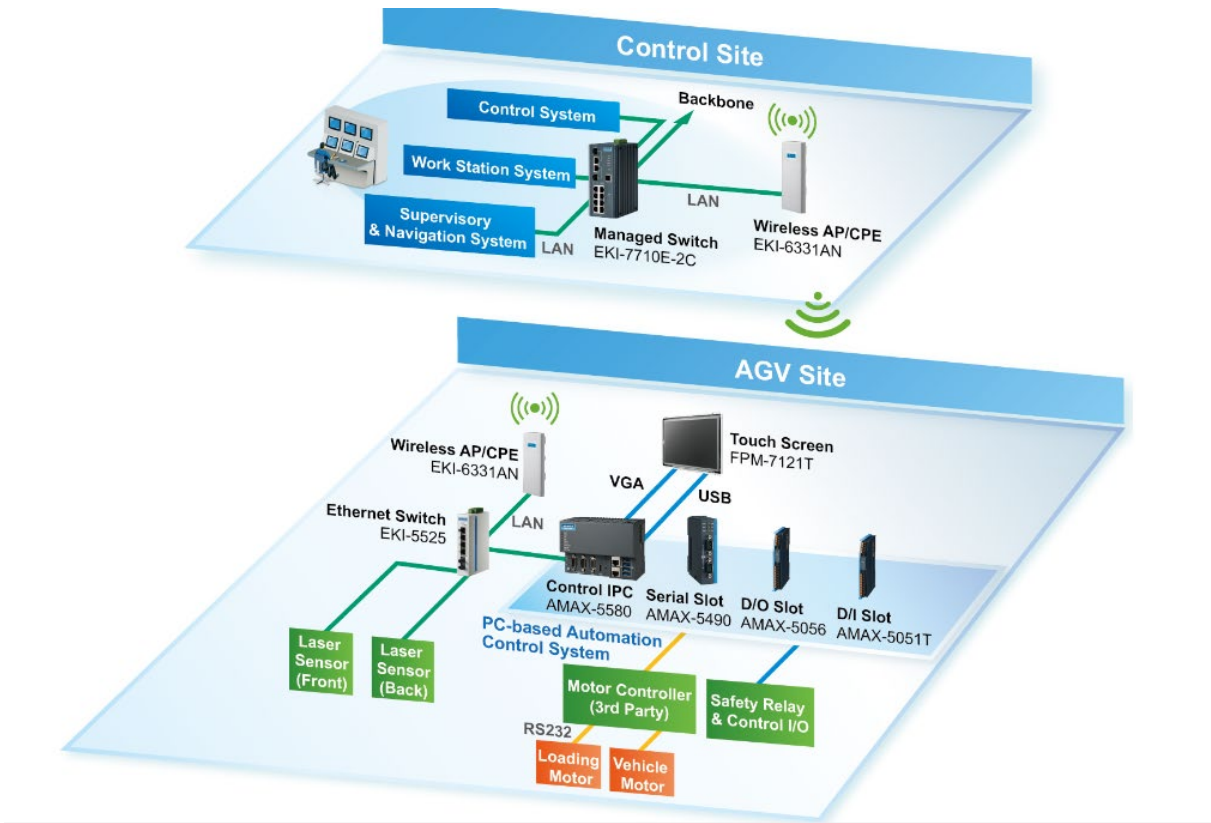 Control Site
Backbone
Control System
Work Station System
LAN
Supervisory
& Navigation System
LAN
Managed Switch
EKI-7710E-2C
Wireless AP/CPE
EKI-6331AN
AGV Site
Wireless AP/CPE
EKI-6331AN
Touch Screen
FPM-7121T
VGA
USB
Ethernet Switch
EKI-5525
LAN
Control IPC
AMAX-5580
Serial Slot
AMAX-5490
D/O Slot
AMAX-5056
D/I Slot
AMAX-5051T
PC-based Automation
Control System
Laser
Sensor
(Front)
Laser
Sensor
(Back)
Motor Controller
(3rd Party)
Safety Relay
& Control I/O
RS232
Loading
Motor
Vehicle
Motor